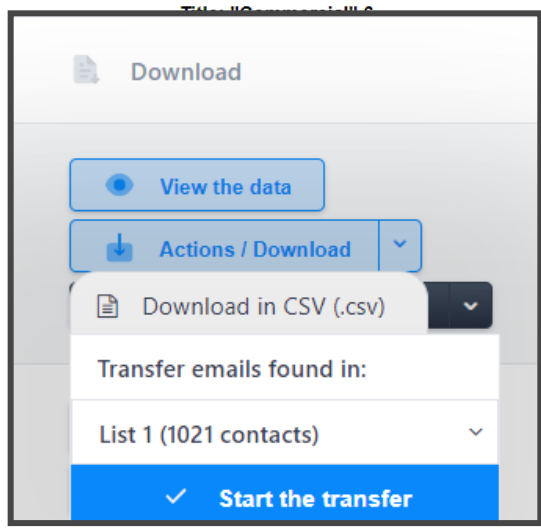 Download
View the data
Actions / Download
Download in CSV (.csv)
Transfer emails found in:
List 1 (1021 contacts)
Start the transfer